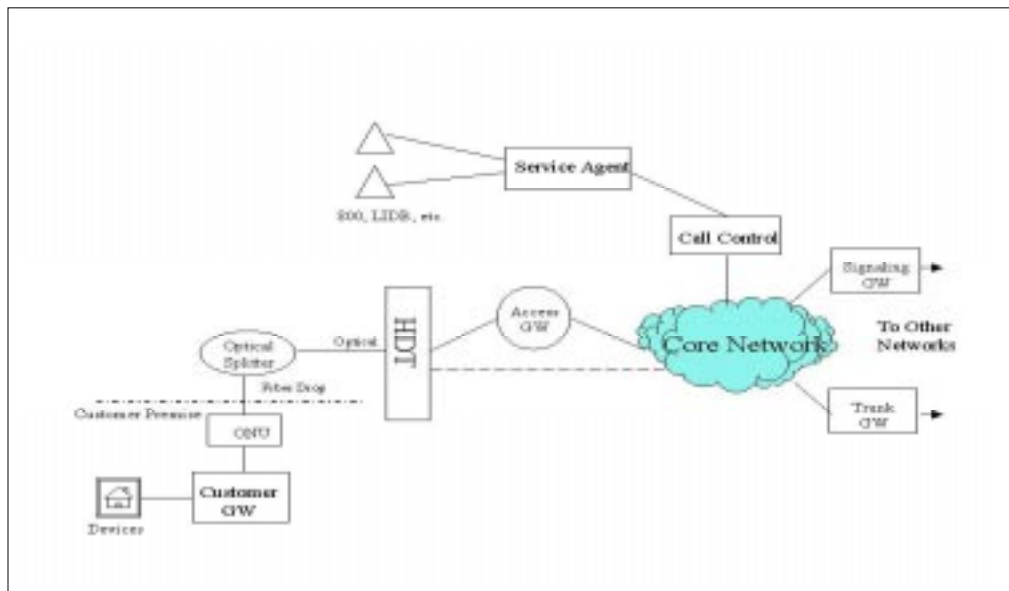 Service Agent
800, LIDB, etc
Call Control
Signaling
GW
HDT
Access
GW
Core Network
To Other
Networks
Optical
Splitter
Optical
Fiber Drop
Customer Premise
Trunk
GW
ONU
Customer
GW
Devices